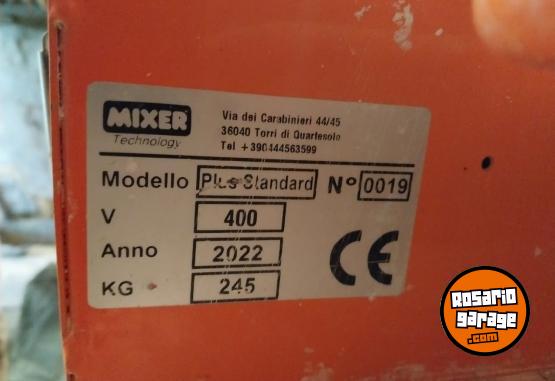 MIXER
Technology
Via dei Carabinieri 44/45
36040 Torri di Quartesolo
Tel +390444563599
Modello Plus Standard N° 0019
V 400
Anno 2022
KG 245
CE
Rosario
garage
.com